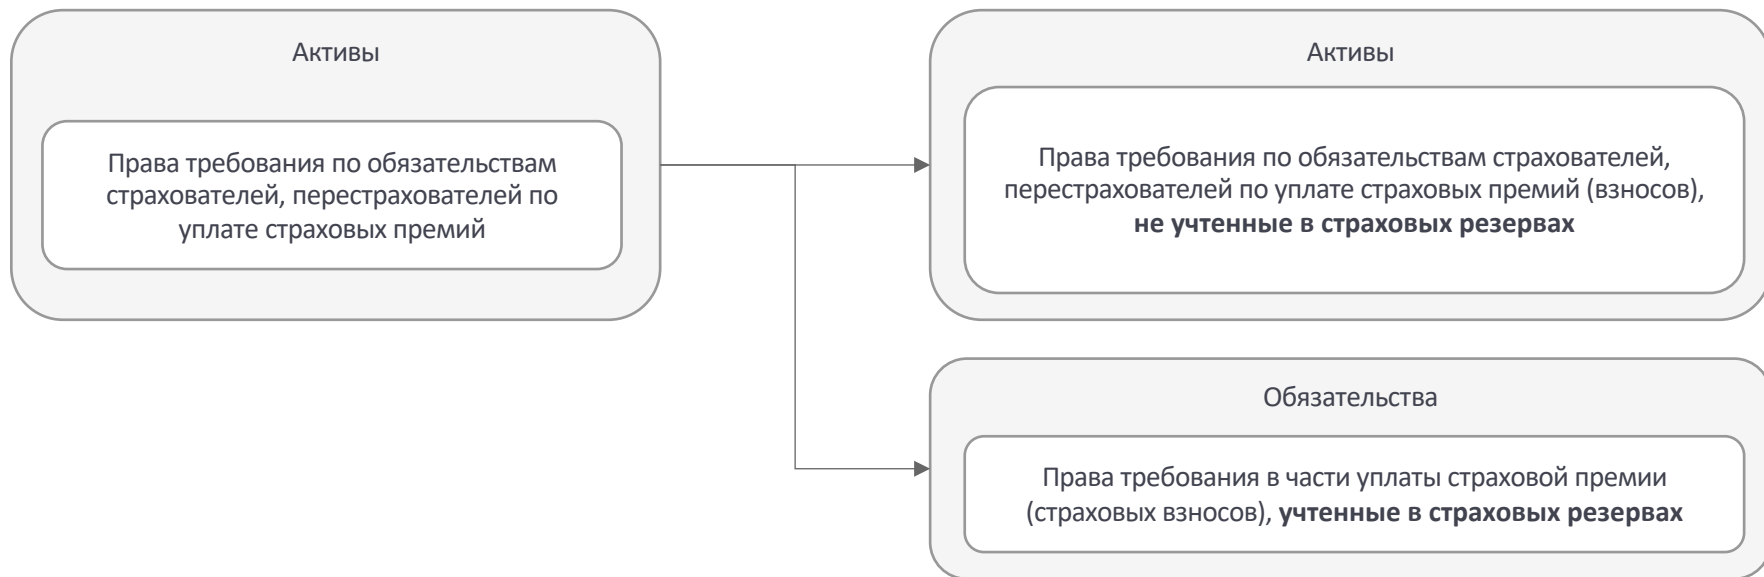 Активы
Права требования по обязательствам
страхователей, перестрахователей по
уплате страховых премий
Активы
Права требования по обязательствам страхователей,
перестрахователей по уплате страховых премий (взносов),
не учтенные в страховых резервах
Обязательства
Права требования в части уплаты страховой премии
(страховых взносов), учтенные в страховых резервах